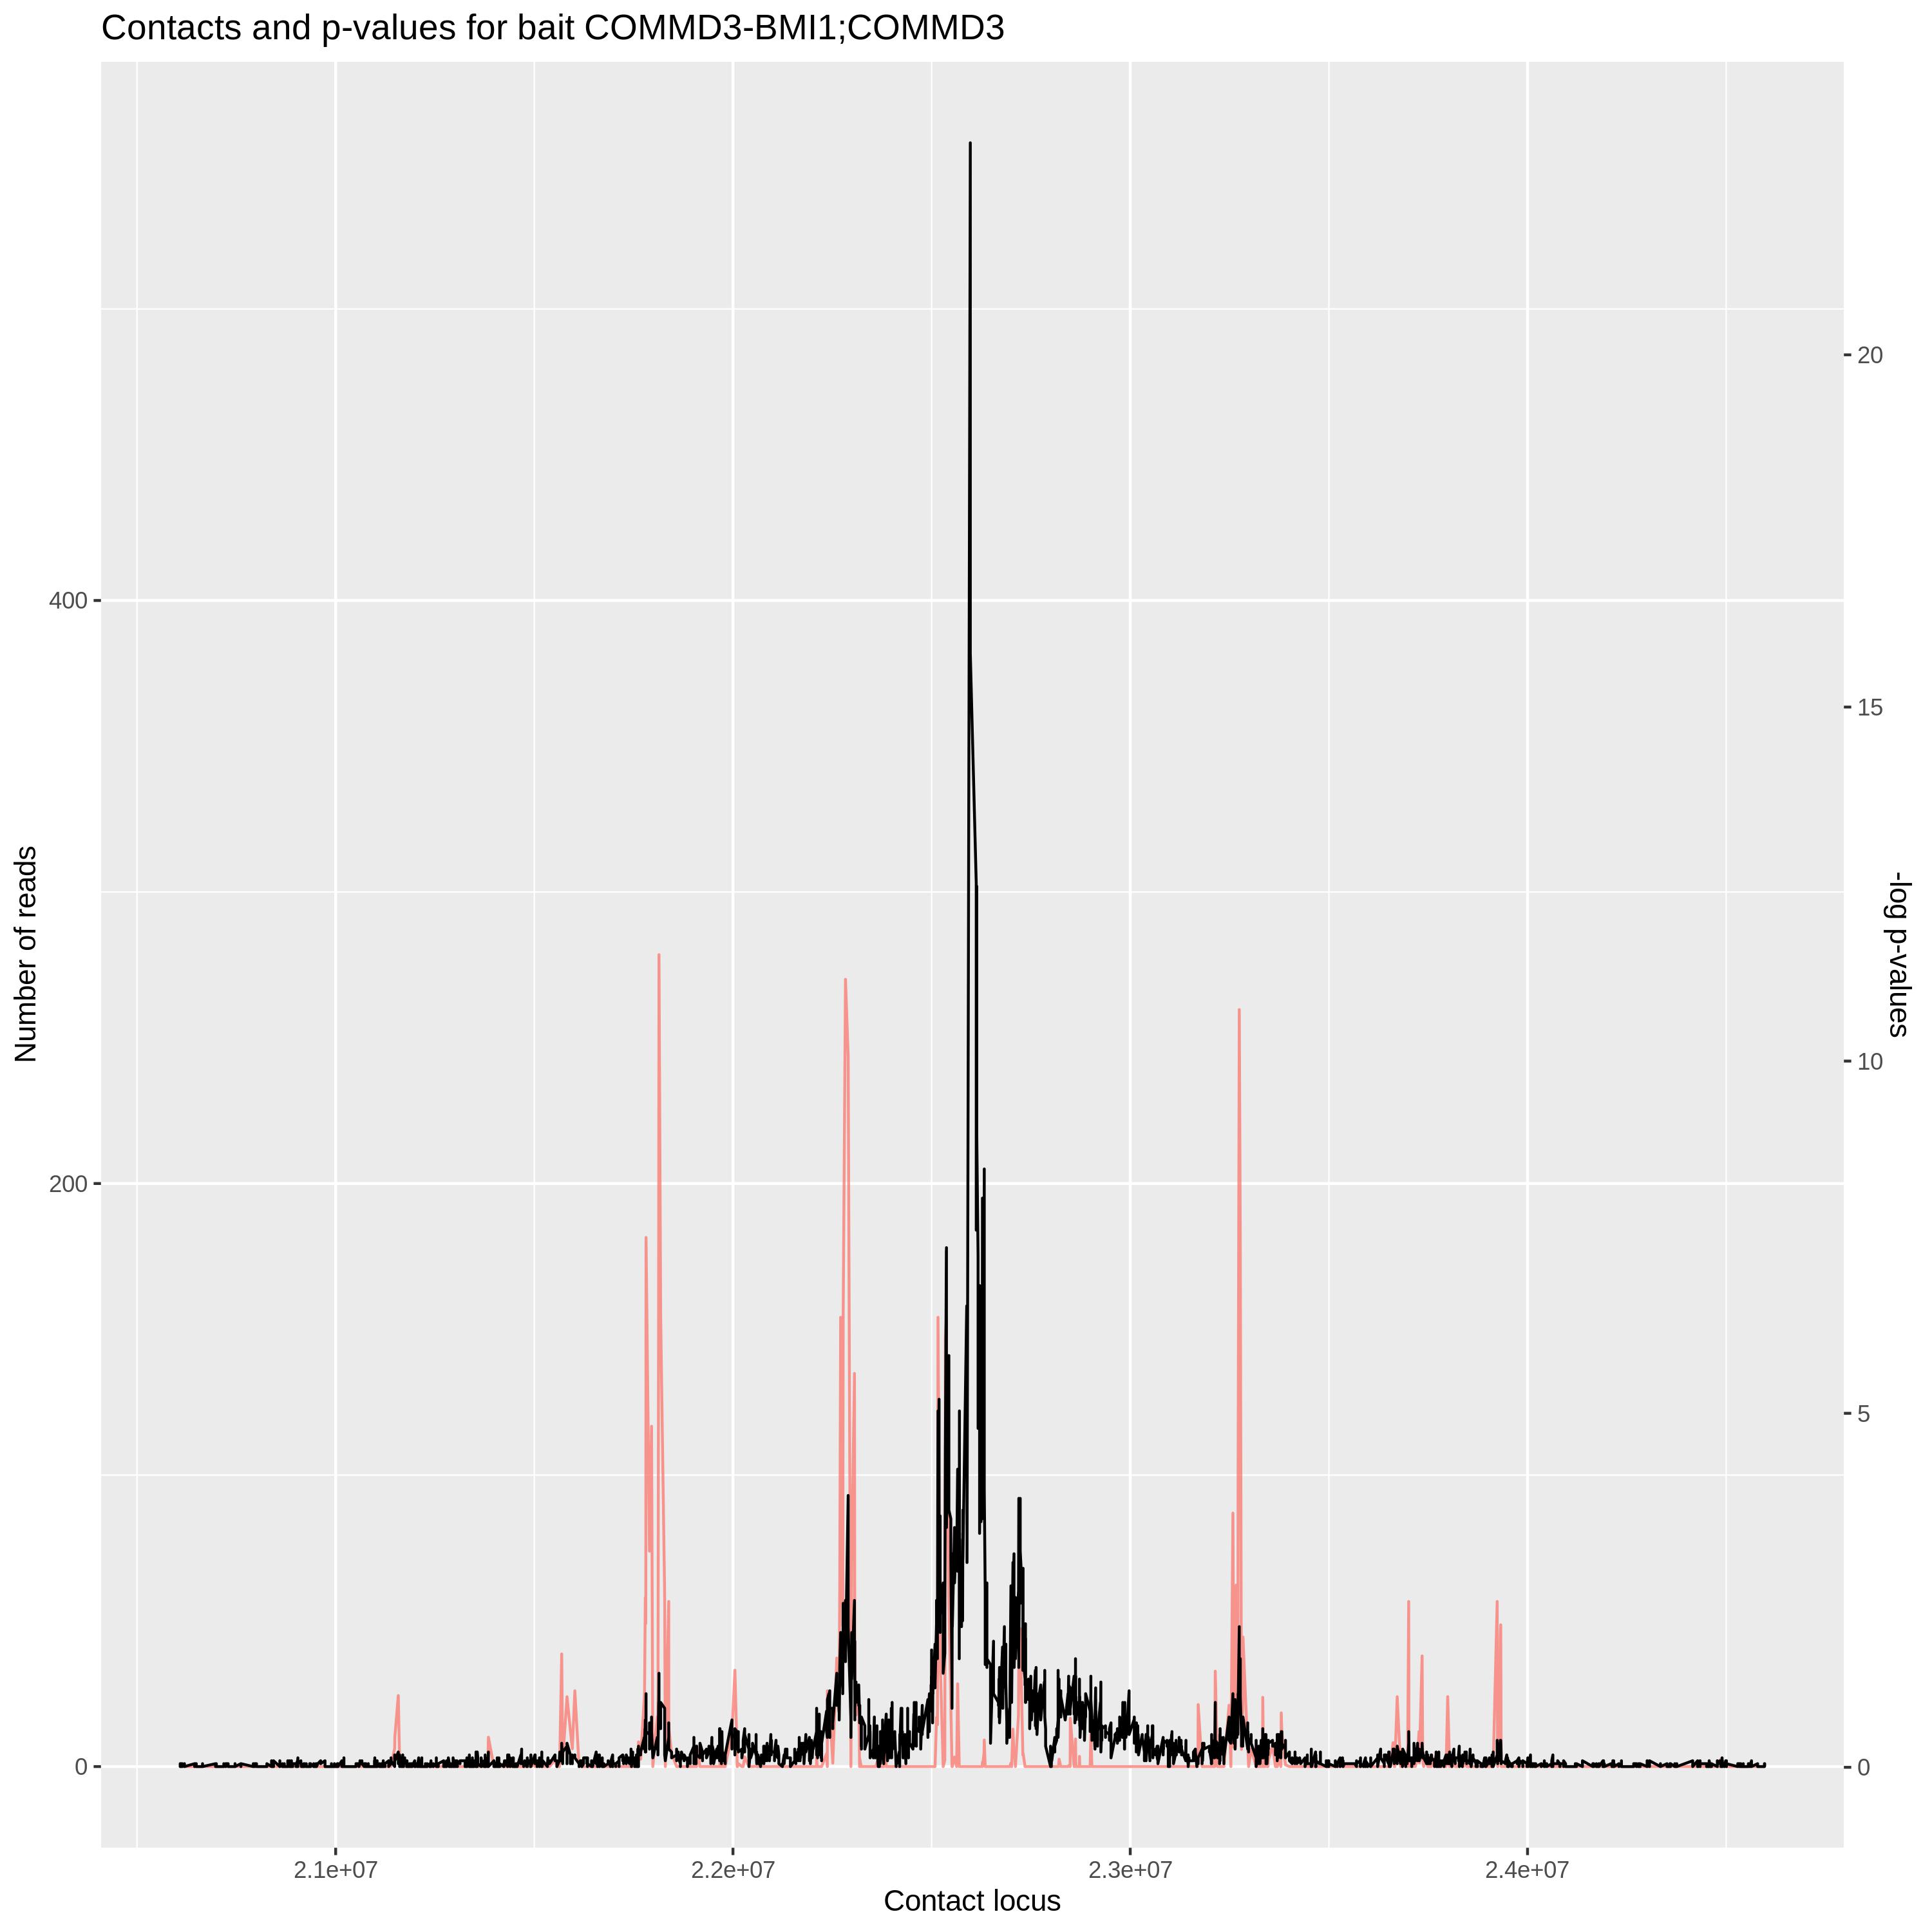 Contacts and p-values for bait COMMD3-BMI1;COMMD3
Number of reads
400
200
0
20
15
10
5
0
-log p-values
2.1e+07
2.2e+07
2.3e+07
2.4e+07
Contact locus